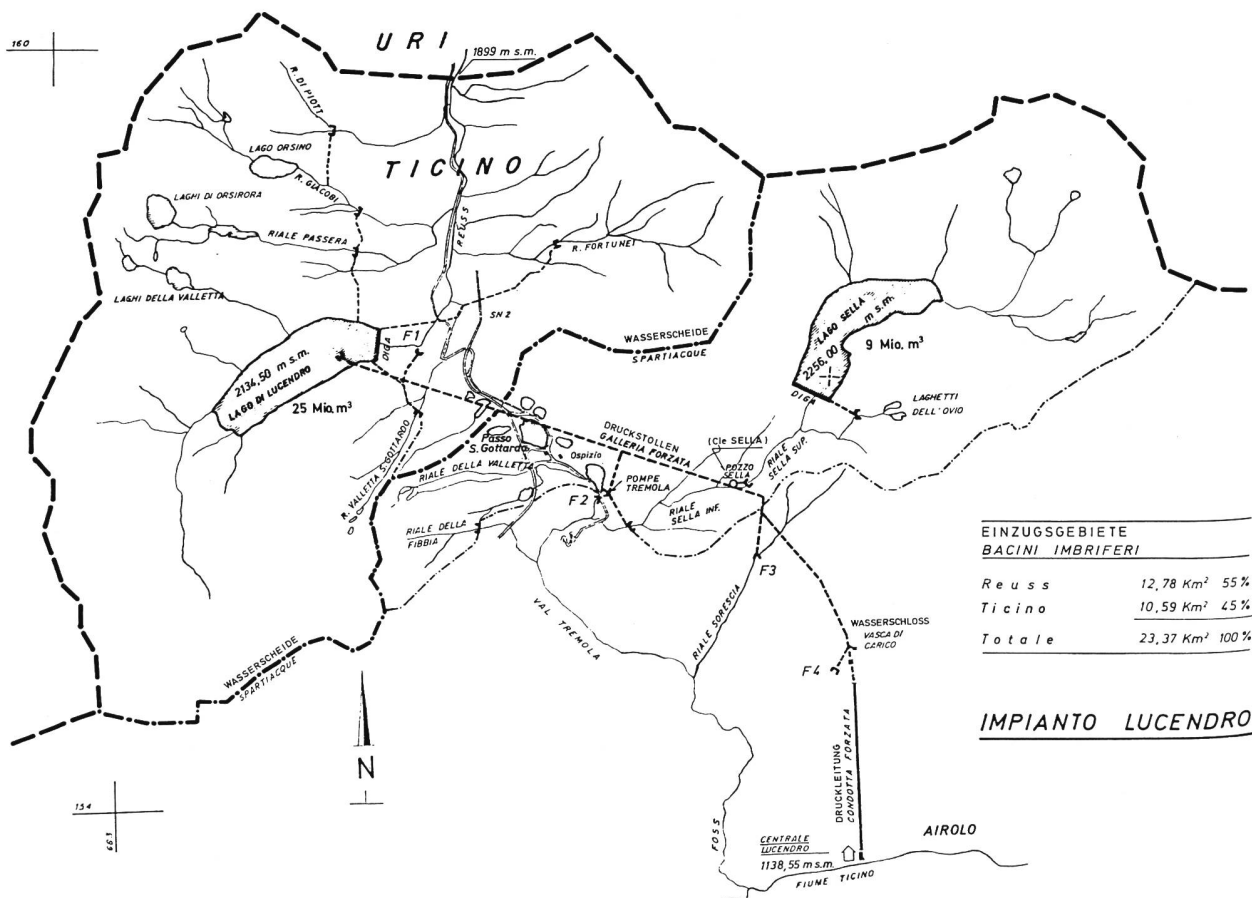 160
URI
1899 m s.m.
R. DI PIOTT
LAGO ORSINO
TICINO
R. GIACOBI
LAGHI DI ORSIRORA
RIALE PASSERA
REUSS
R. FORTUNEI
LAGHI DELLA VALLETTA
SN 2
F1
DIGA
WASSERSCHEIDE
SPARTIACQUE
LAGO SELLA
2256,00 m s.m.
9 Mio. m³
DIGA
2134,50 m s.m.
LAGO DI LUCENDRO
25 Mio. m³
LAGHETTI
DELL'OVIO
DRUCKSTOLLEN
GALLERIA FORZATA
(Cle SELLA)
Passo
S. Gottardo
Ospizio
POZZO
SELLA
RIALE
SELLA SUP.
R. VALLETTA S. GOTTARDO
RIALE DELLA VALLETTA
POMPE
TREMOLA
F2
RIALE
SELLA INF.
RIALE DELLA
FIBBIA
F3
VAL TREMOLA
RIALE SORESCIA
WASSERSCHLOSS
VASCA DI
CARICO
F4
WASSERSCHEIDE
SPARTIACQUE
N
EINZUGSGEBIETE
BACINI IMBRIFERI
Reuss 12,78 Km² 55%
Ticino 10,59 Km² 45%
Totale 23,37 Km² 100%
IMPIANTO LUCENDRO
DRUCKLEITUNG
CONDOTTA FORZATA
154
663
FOSS
CENTRALE
LUCENDRO
1138,55 m s.m.
AIROLO
FIUME TICINO